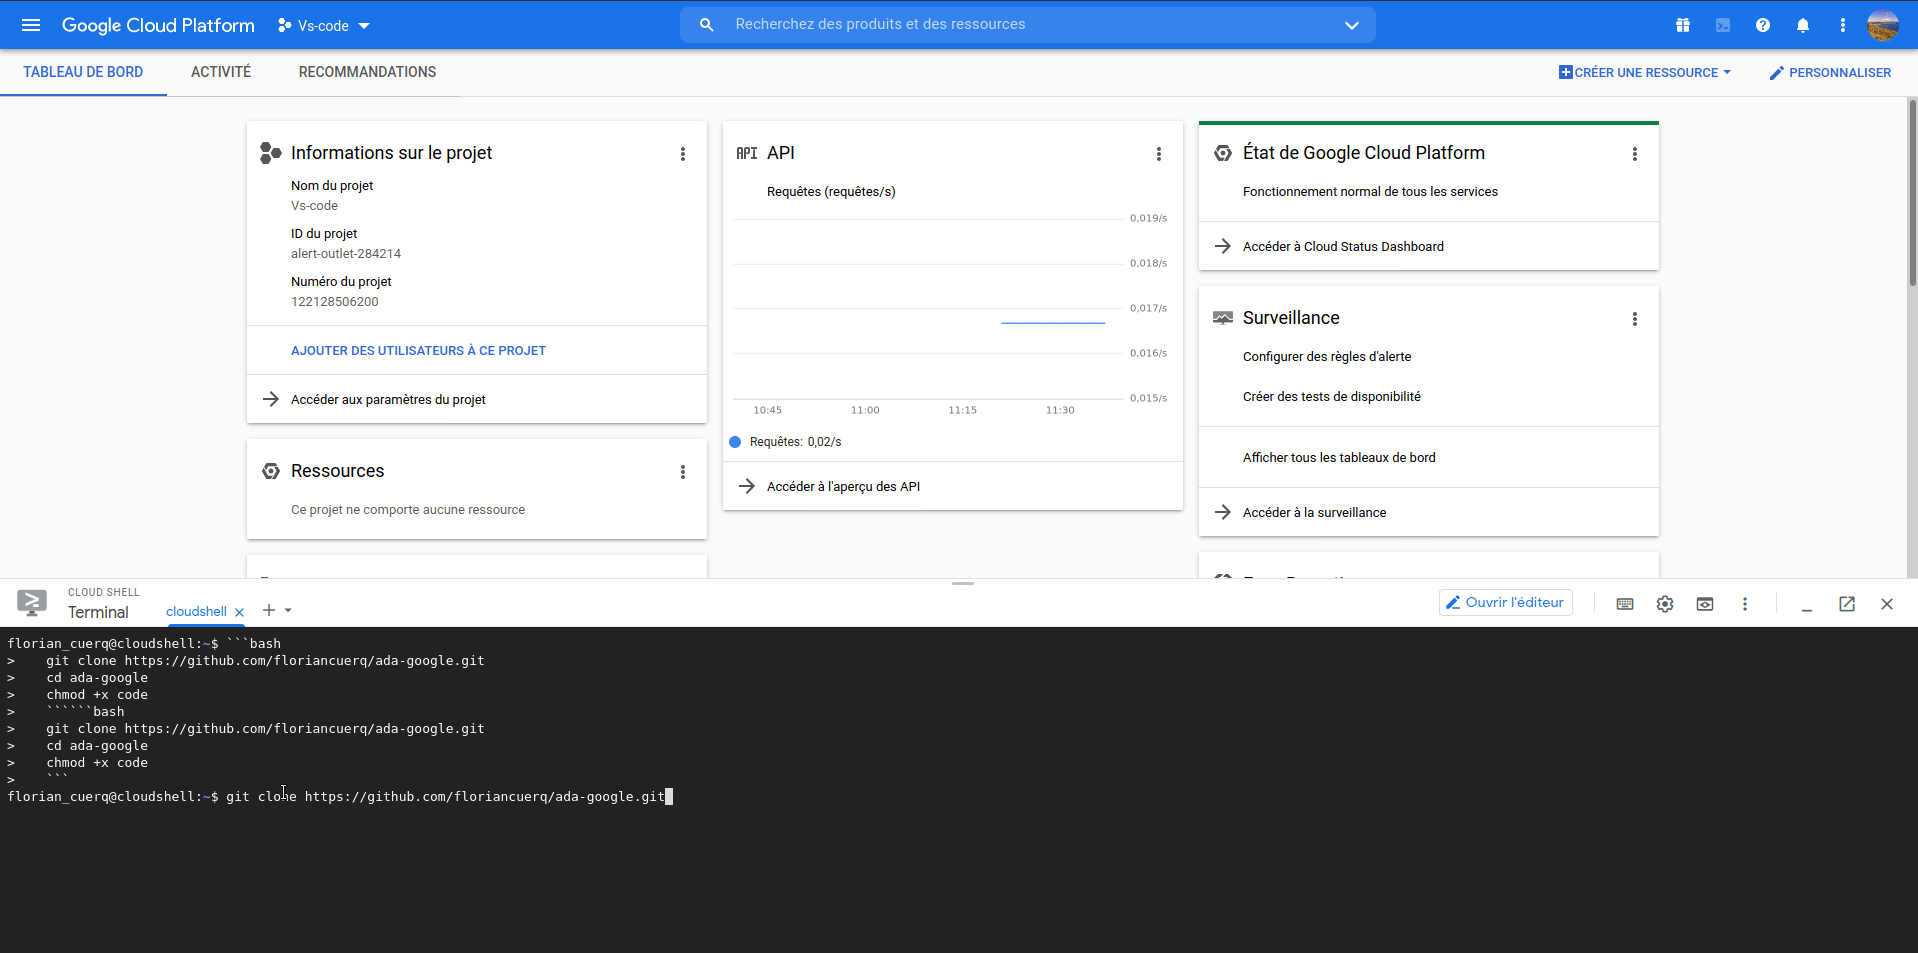 Google Cloud Platform Vs-code Recherchez des produits et des ressources
TABLEAU DE BORD ACTIVITÉ RECOMMANDATIONS CRÉER UNE RESSOURCE PERSONNALISER
Informations sur le projet
Nom du projet
Vs-code
ID du projet
alert-outlet-284214
Numéro du projet
122128506200
AJOUTER DES UTILISATEURS À CE PROJET
Accéder aux paramètres du projet
Ressources
Ce projet ne comporte aucune ressource
API API
Requêtes (requêtes/s)
0,019/s
0,018/s
0,017/s
0,016/s
0,015/s
10:45 11:00 11:15 11:30
Requêtes: 0,02/s
Accéder à l'aperçu des API
État de Google Cloud Platform
Fonctionnement normal de tous les services
Accéder à Cloud Status Dashboard
Surveillance
Configurer des règles d'alerte
Créer des tests de disponibilité
Afficher tous les tableaux de bord
Accéder à la surveillance
CLOUD SHELL
Terminal cloudshell Ouvrir l'éditeur
florian_cuerq@cloudshell:~$ ```bash
>    git clone https://github.com/floriancuerq/ada-google.git
>    cd ada-google
>    chmod +x code
>    ``````bash
>    git clone https://github.com/floriancuerq/ada-google.git
>    cd ada-google
>    chmod +x code
>    ```
florian_cuerq@cloudshell:~$ git clone https://github.com/floriancuerq/ada-google.git